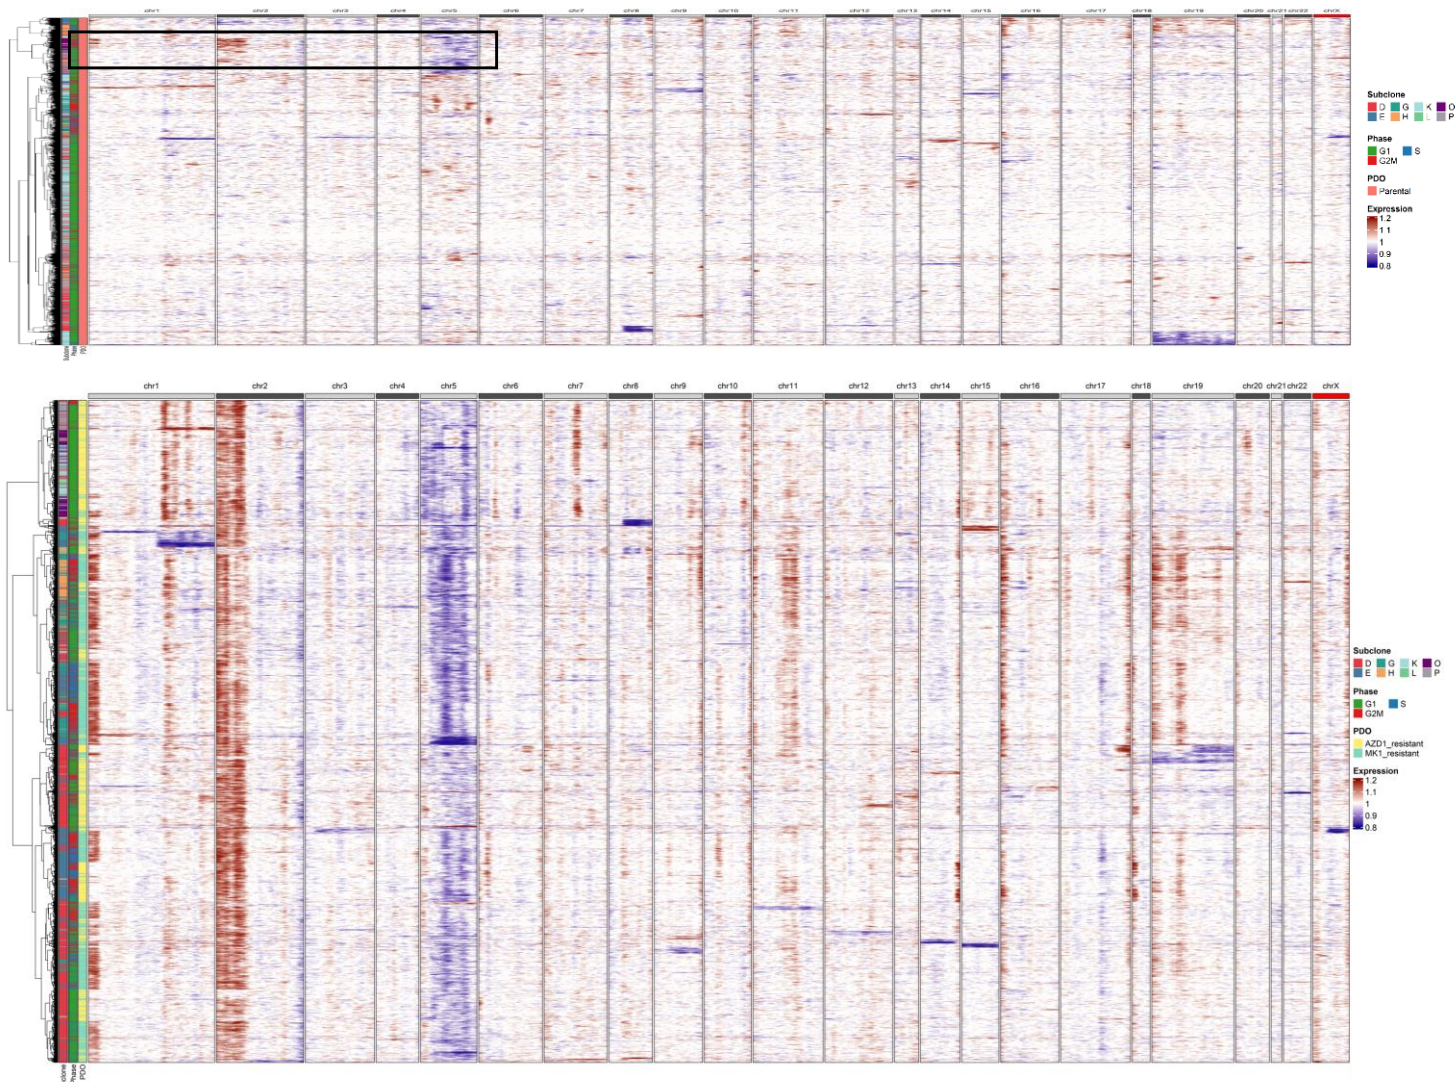 chr1 chr2 chr3 chr4 chr5 chr6 chr7 chr8 chr9 chr10 chr11 chr12 chr13 chr14 chr15 chr16 chr17 chr18 chr19 chr20 chr21 chr22 chrX
Subclone
D G K O
E H L P
Phase
G1 S
G2M
PDO
Parental
Expression
1.2
1.1
1
0.9
0.8
Subclone
Phase
PDO
chr1 chr2 chr3 chr4 chr5 chr6 chr7 chr8 chr9 chr10 chr11 chr12 chr13 chr14 chr15 chr16 chr17 chr18 chr19 chr20 chr21 chr22 chrX
Subclone
D G K O
E H L P
Phase
G1 S
G2M
PDO
AZD1_resistant
MK1_resistant
Expression
1.2
1.1
1
0.9
0.8
clone
Phase
PDO